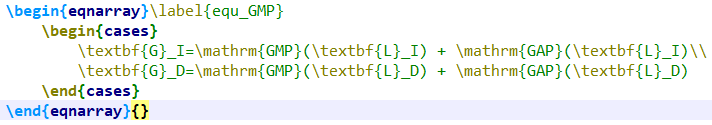 \begin{eqnarray}\label{equ_GMP}
\begin{cases}
\textbf{G}_I=\mathrm{GMP}(\textbf{L}_I) + \mathrm{GAP}(\textbf{L}_I)\\
\textbf{G}_D=\mathrm{GMP}(\textbf{L}_D) + \mathrm{GAP}(\textbf{L}_D)
\end{cases}
\end{eqnarray}{}